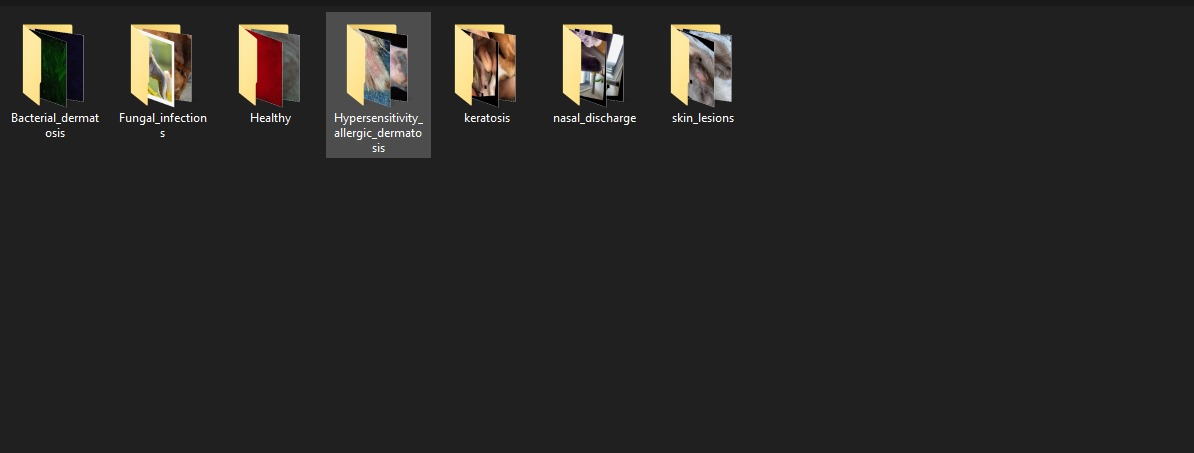 Bacterial_dermat
osis
Fungal_infection
s
Healthy
Hypersensitivity_
allergic_dermato
sis
keratosis
nasal_discharge
skin_lesions